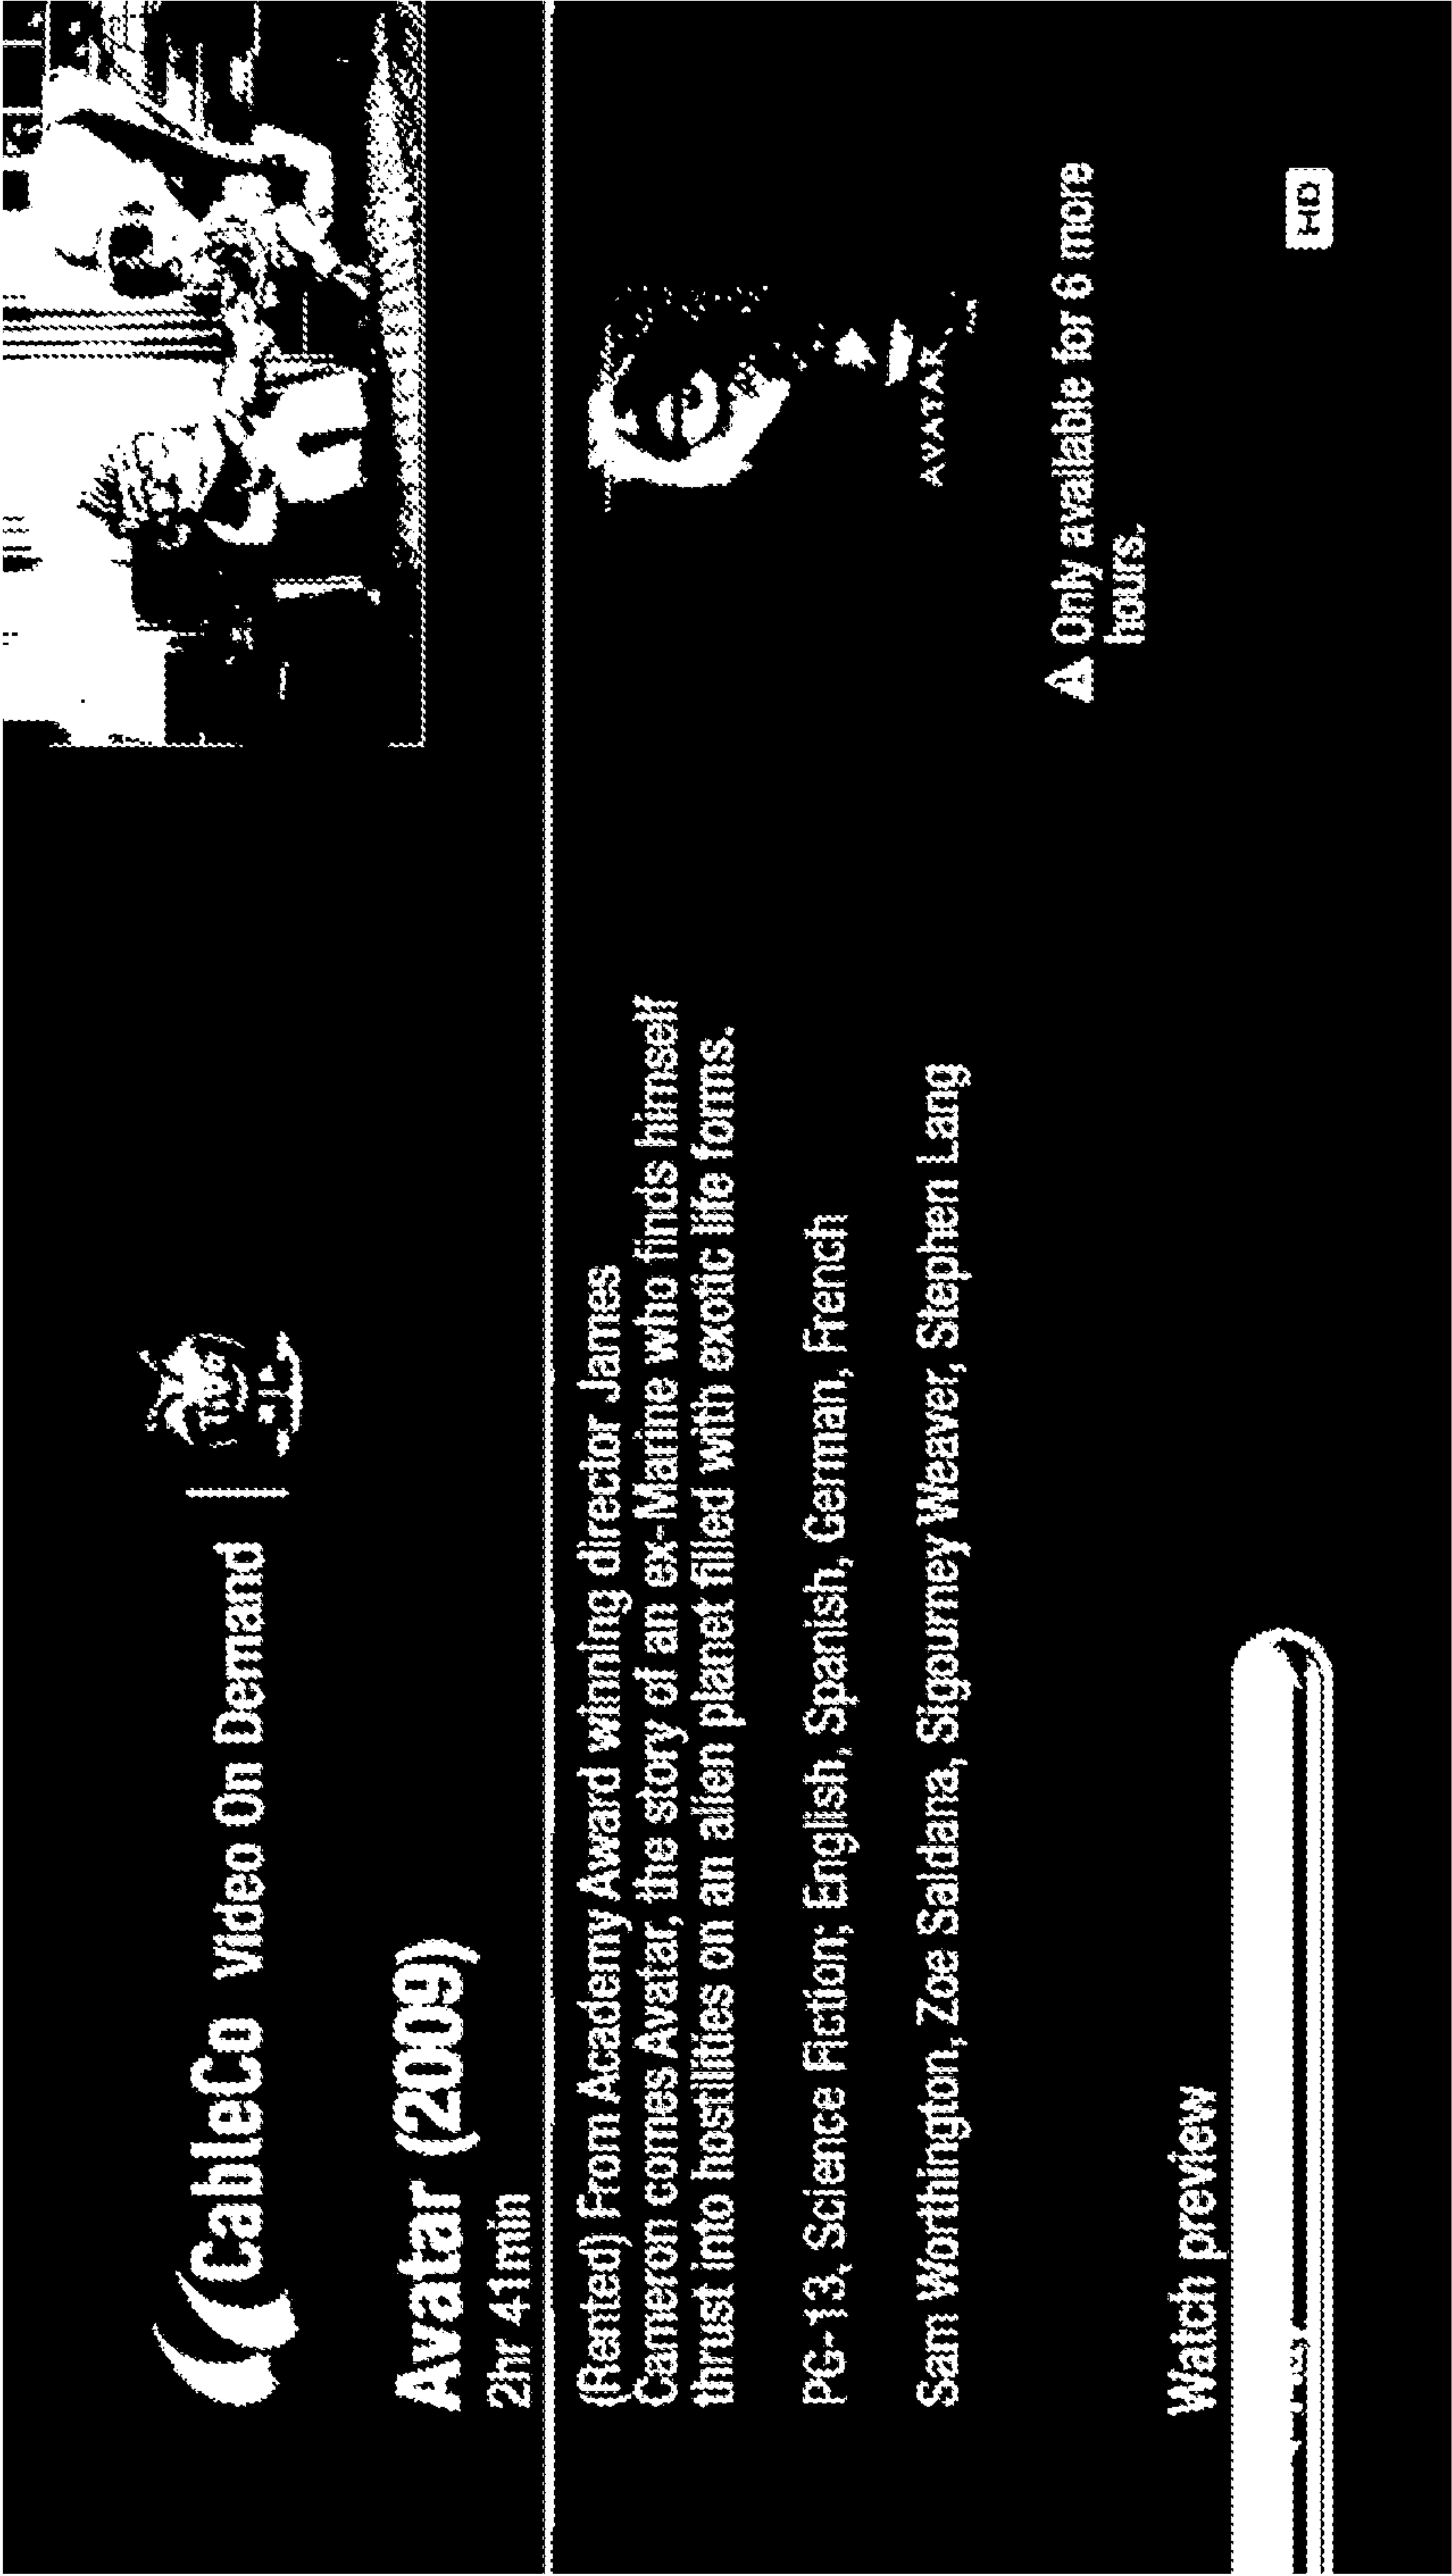 CableCo Video On Demand
TiVo
Avatar (2009)
2hr 41min
(Rented) From Academy Award winning director James
Cameron comes Avatar, the story of an ex-Marine who finds himself
thrust into hostilities on an alien planet filled with exotic life forms.
PG-13, Science Fiction; English, Spanish, German, French
Sam Worthington, Zoe Saldana, Sigourney Weaver, Stephen Lang
Watch preview
AVATAR
Only available for 6 more
hours.
HD